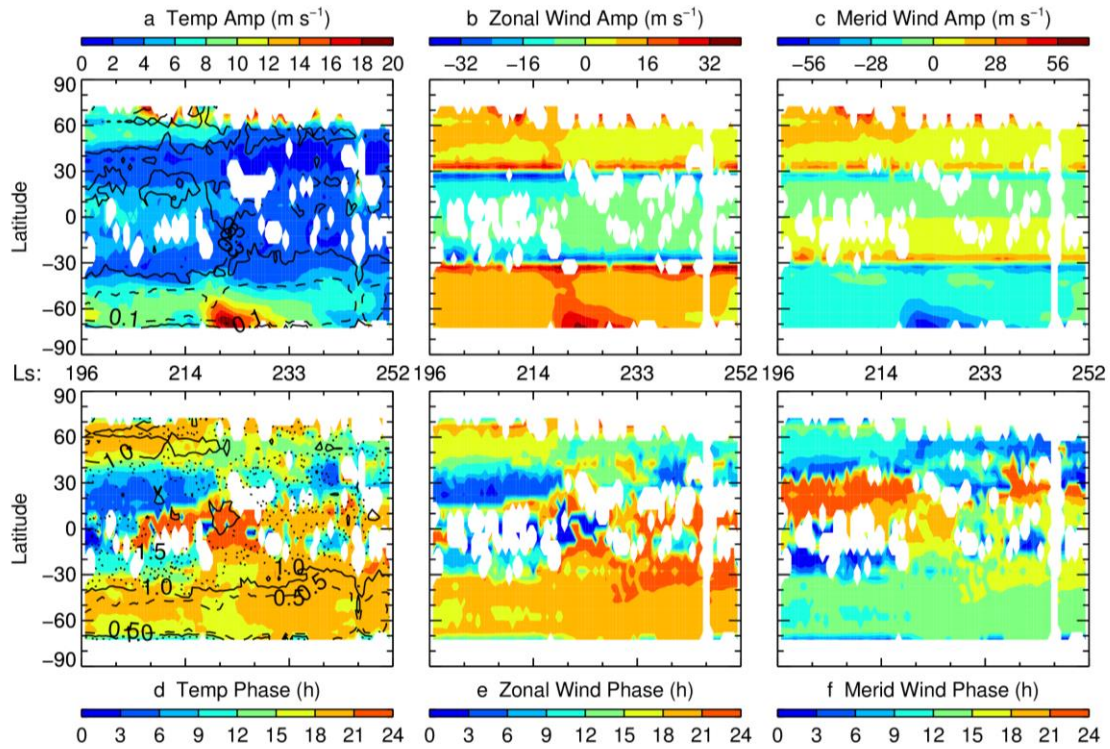 a Temp Amp (m s⁻¹) b Zonal Wind Amp (m s⁻¹) c Merid Wind Amp (m s⁻¹)
0 2 4 6 8 10 12 14 16 18 20 −32 −16 0 16 32 −56 −28 0 28 56
90
60
30
0
−30
−60
−90
Latitude
0.1 0.1
Ls: 196 214 233 252 196 214 233 252 196 214 233 252
90
60
30
0
−30
−60
−90
Latitude
1.0
1.5
1.0 1.0
0.5 0.5
d Temp Phase (h) e Zonal Wind Phase (h) f Merid Wind Phase (h)
0 3 6 9 12 15 18 21 24 0 3 6 9 12 15 18 21 24 0 3 6 9 12 15 18 21 24